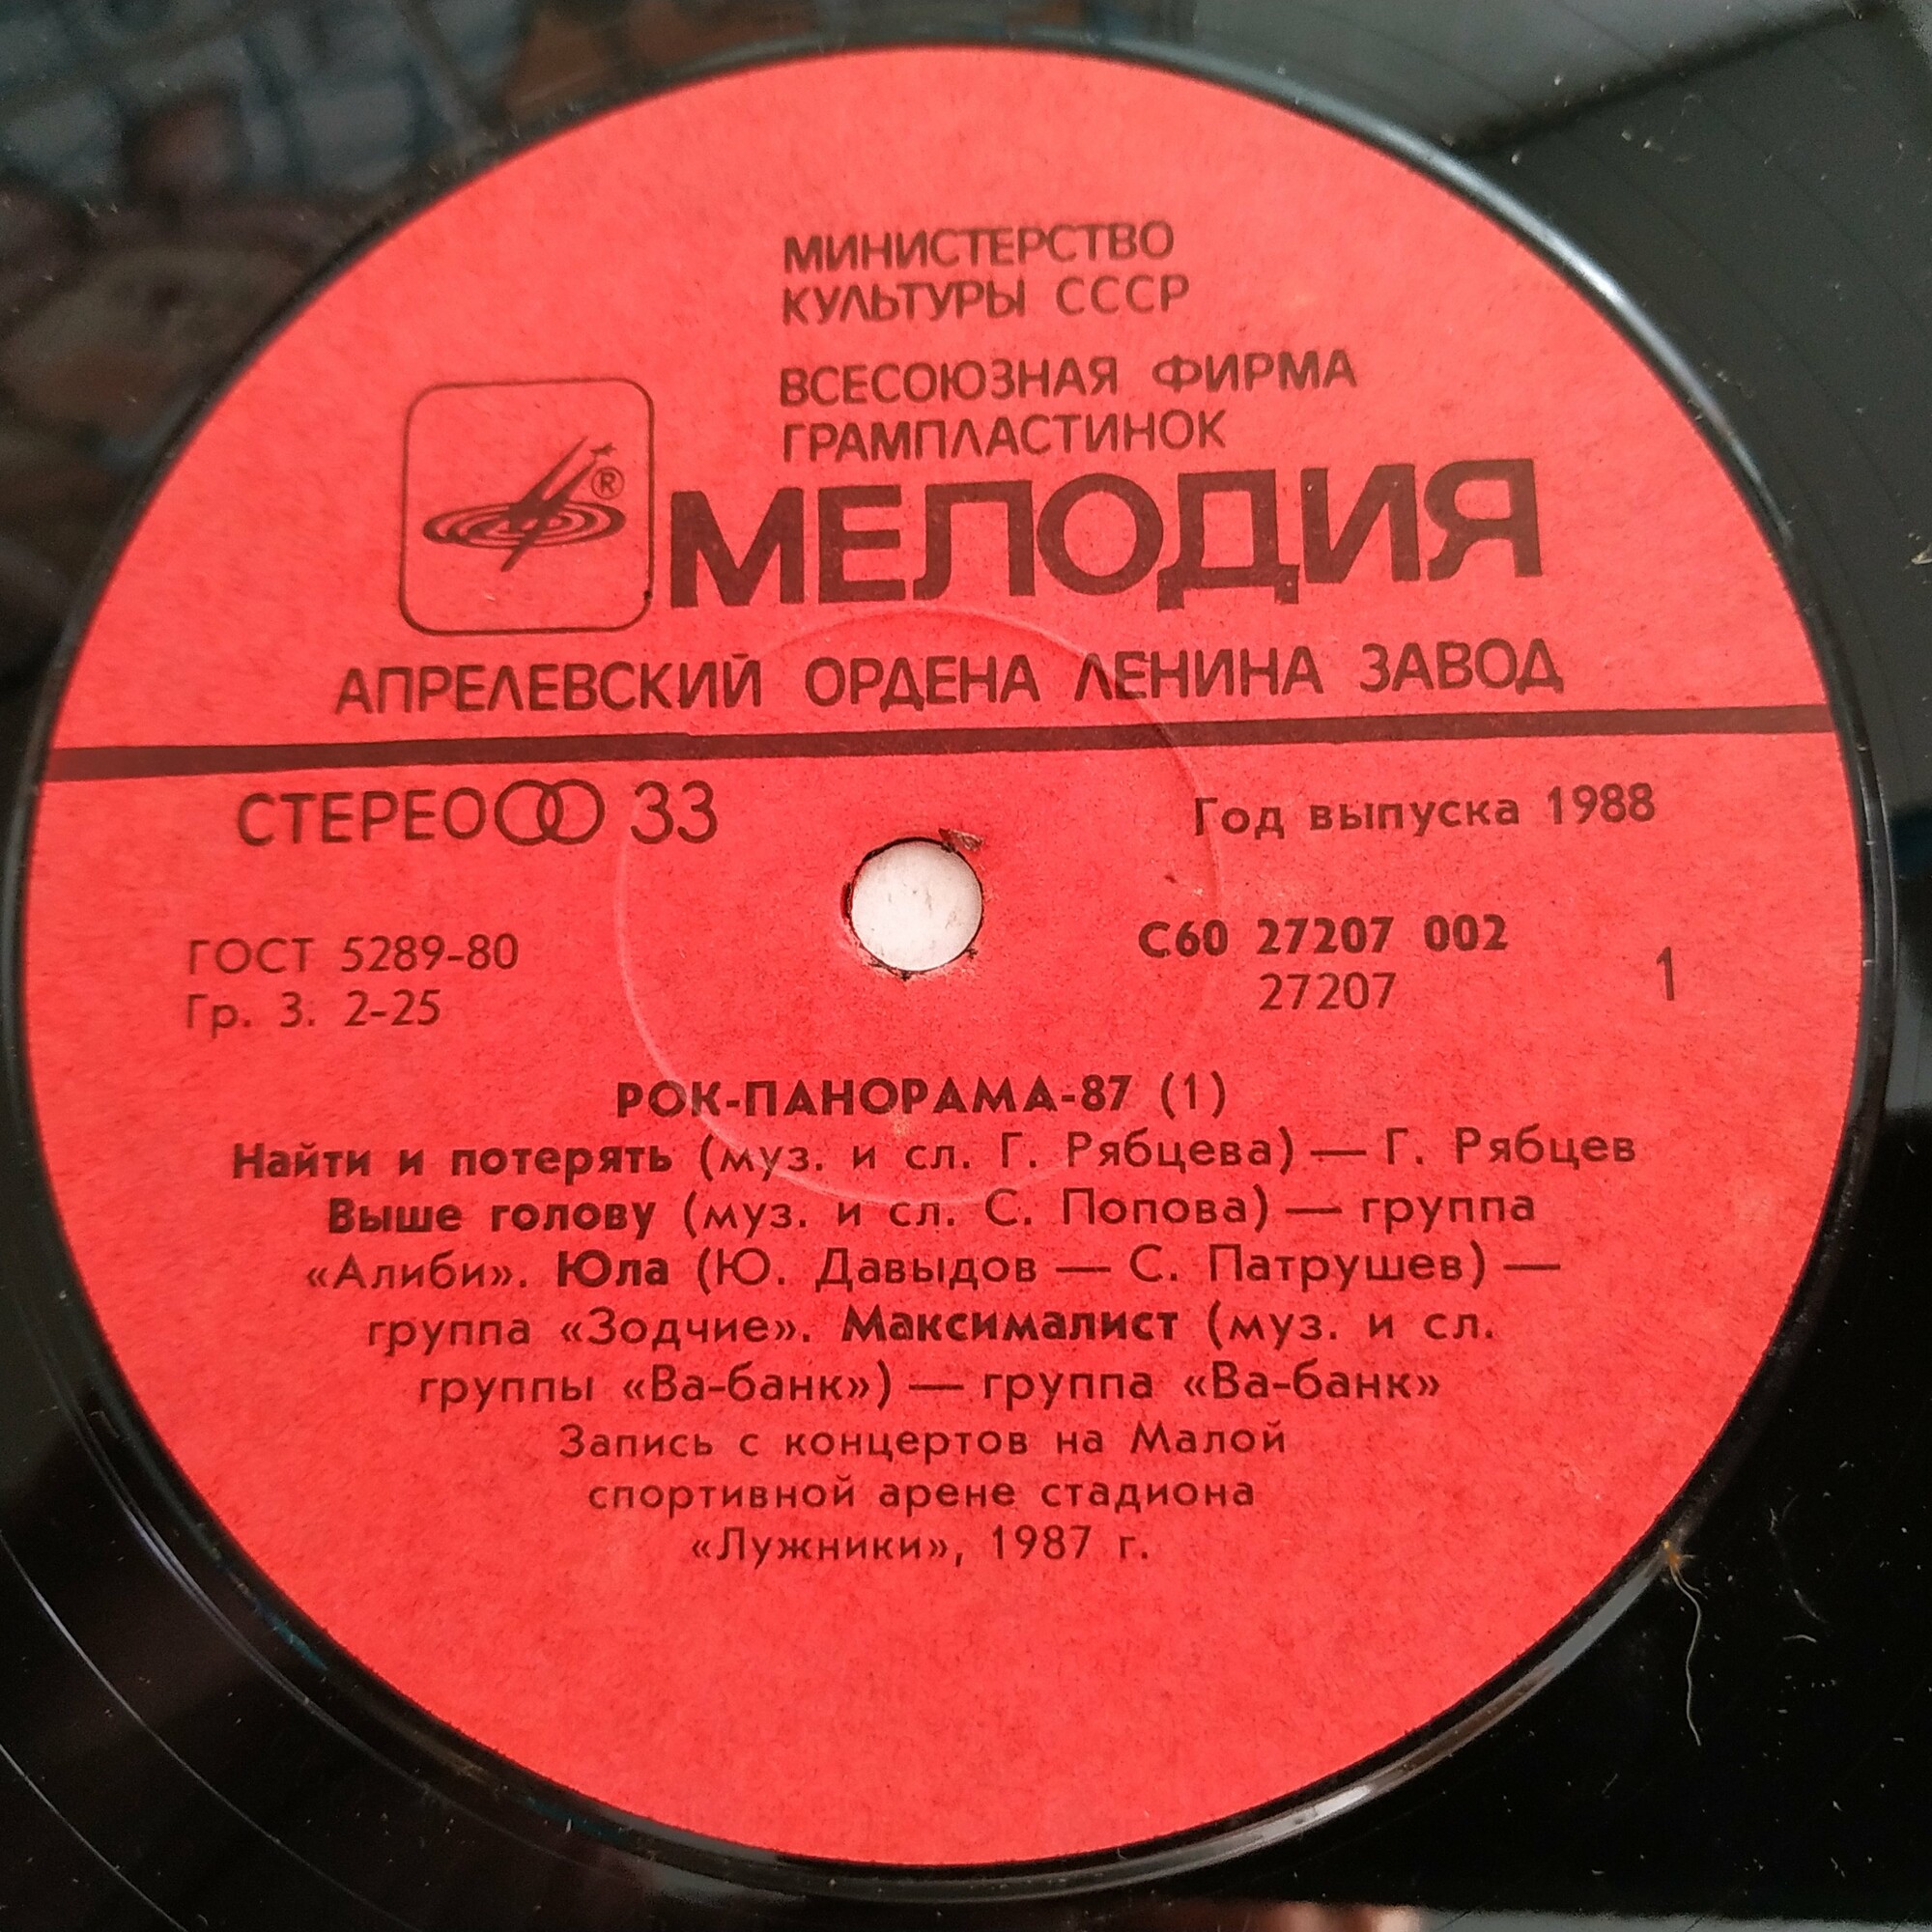 МИНИСТЕРСТВО
КУЛЬТУРЫ СССР
ВСЕСОЮЗНАЯ ФИРМА
ГРАМПЛАСТИНОК
® МЕЛОДИЯ
АПРЕЛЕВСКИЙ ОРДЕНА ЛЕНИНА ЗАВОД
СТЕРЕО 33
Год выпуска 1988
ГОСТ 5289-80
Гр. 3. 2-25
С60 27207 002
27207
1
РОК-ПАНОРАМА-87 (1)
Найти и потерять (муз. и сл. Г. Рябцева) — Г. Рябцев
Выше голову (муз. и сл. С. Попова) — группа
«Алиби». Юла (Ю. Давыдов — С. Патрушев) —
группа «Зодчие». Максималист (муз. и сл.
группы «Ва-банк») — группа «Ва-банк»
Запись с концертов на Малой
спортивной арене стадиона
«Лужники», 1987 г.